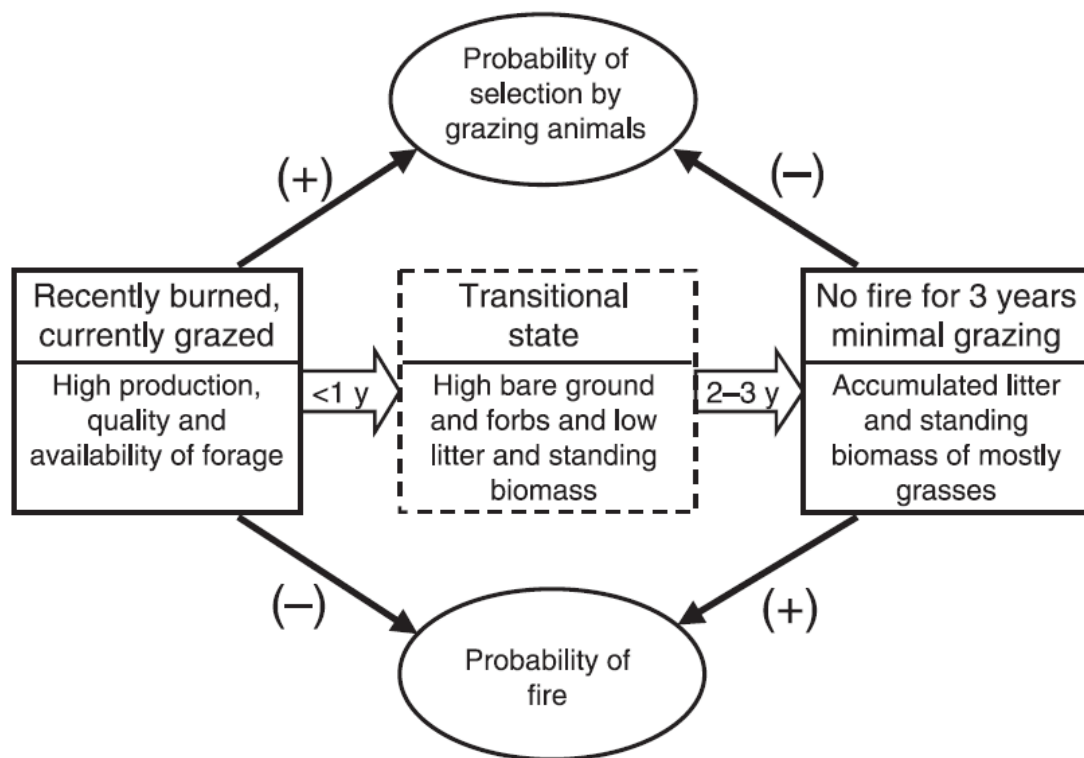 Probability of
selection by
grazing animals
(+)
(–)
Recently burned,
currently grazed
High production,
quality and
availability of forage
<1 y
Transitional
state
High bare ground
and forbs and low
litter and standing
biomass
2–3 y
No fire for 3 years
minimal grazing
Accumulated litter
and standing
biomass of mostly
grasses
(–)
(+)
Probability of
fire